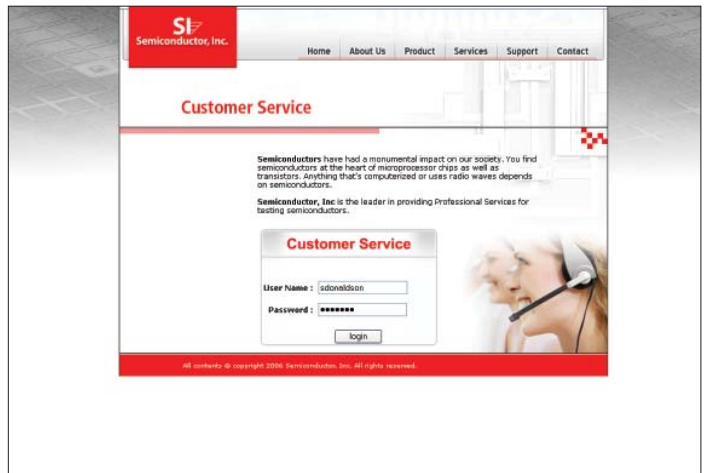 SI
Semiconductor, Inc.
Home About Us Product Services Support Contact
Customer Service
Semiconductors have had a monumental impact on our society. You find
semiconductors at the heart of microprocessor chips as well as
transistors. Anything that's computerized or uses radio waves depends
on semiconductors.
Semiconductor, Inc is the leader in providing Professional Services for
testing semiconductors.
Customer Service
User Name : sdonaldson
Password : •••••••
login
All contents © copyright 2006 Semiconductor, Inc. All rights reserved.